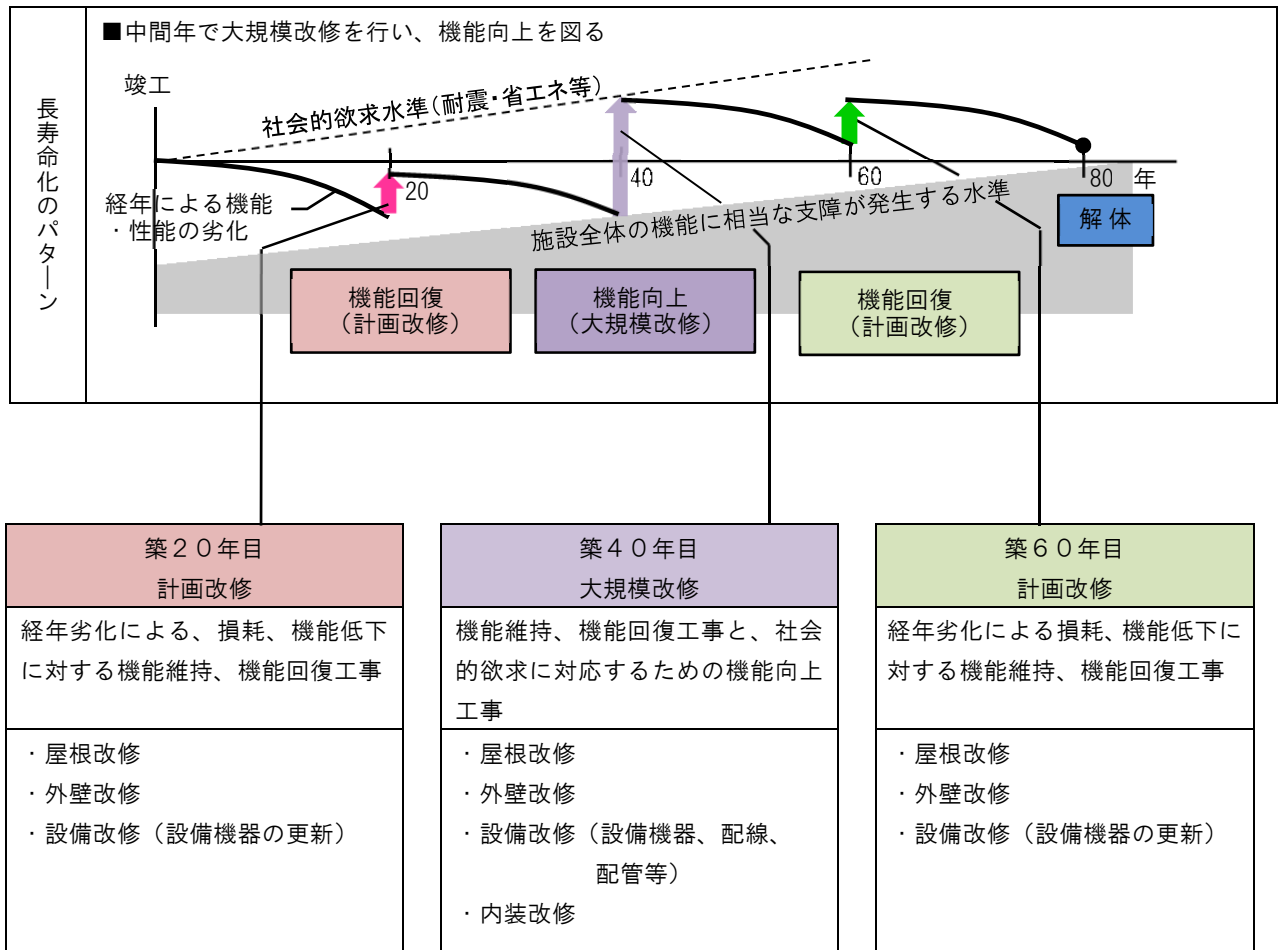 長寿命化のパターン
■中間年で大規模改修を行い、機能向上を図る
竣工
社会的欲求水準(耐震・省エネ等)
20
40
60
80 年
経年による機能
・性能の劣化
施設全体の機能に相当な支障が発生する水準
解体
機能回復
（計画改修）
機能向上
（大規模改修）
機能回復
（計画改修）
築２０年目
計画改修
経年劣化による、損耗、機能低下
に対する機能維持、機能回復工事
・屋根改修
・外壁改修
・設備改修（設備機器の更新）
築４０年目
大規模改修
機能維持、機能回復工事と、社会
的欲求に対応するための機能向上
工事
・屋根改修
・外壁改修
・設備改修（設備機器、配線、
配管等）
・内装改修
築６０年目
計画改修
経年劣化による損耗、機能低下に
対する機能維持、機能回復工事
・屋根改修
・外壁改修
・設備改修（設備機器の更新）